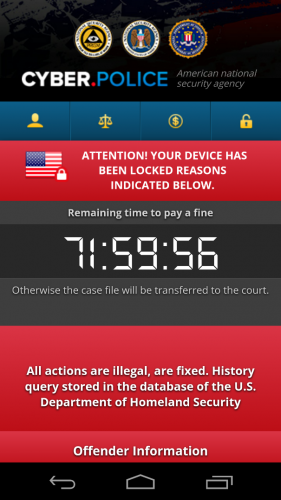 CYBER.POLICE
American national
security agency
ATTENTION! YOUR DEVICE HAS
BEEN LOCKED REASONS
INDICATED BELOW.
Remaining time to pay a fine
71:59:56
Otherwise the case file will be transferred to the court.
All actions are illegal, are fixed. History
query stored in the database of the U.S.
Department of Homeland Security
Offender Information